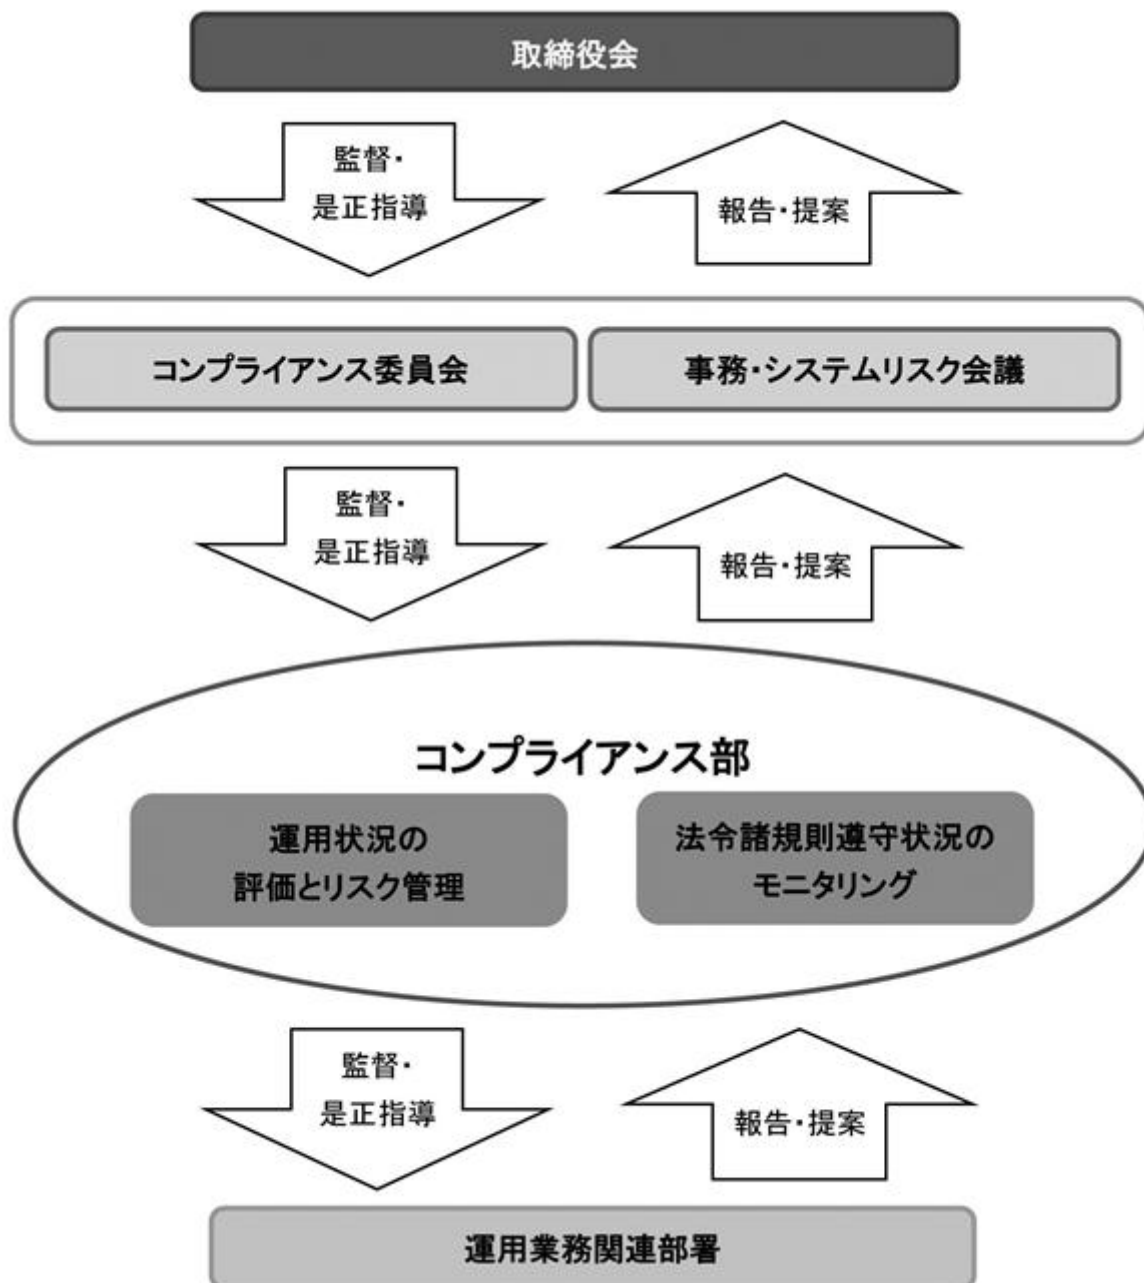 取締役会
監督・
是正指導
報告・提案
コンプライアンス委員会
事務・システムリスク会議
監督・
是正指導
報告・提案
コンプライアンス部
運用状況の
評価とリスク管理
法令諸規則遵守状況の
モニタリング
監督・
是正指導
報告・提案
運用業務関連部署